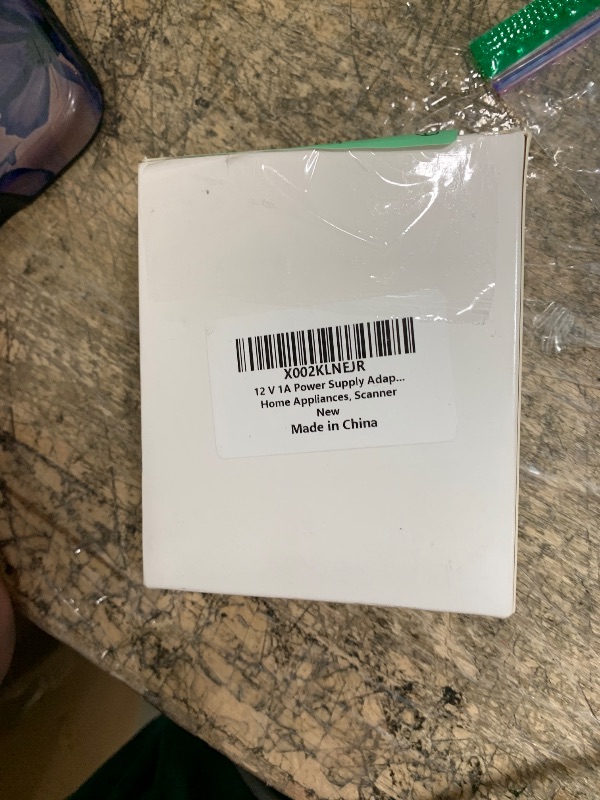 X002KLNEJR
12 V 1A Power Supply Adap...
Home Appliances, Scanner
New
Made in China